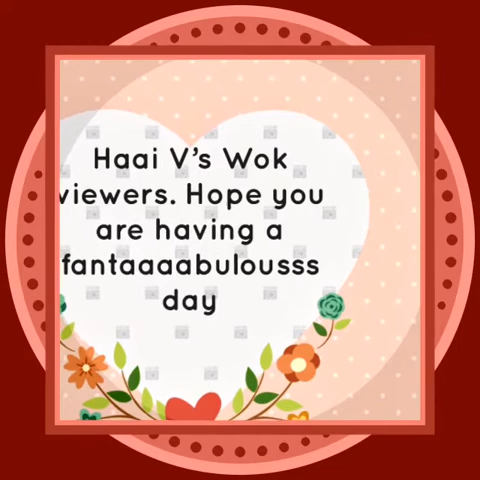 Haai V's Wok
viewers. Hope you
are having a
fantaaaabulousss
day